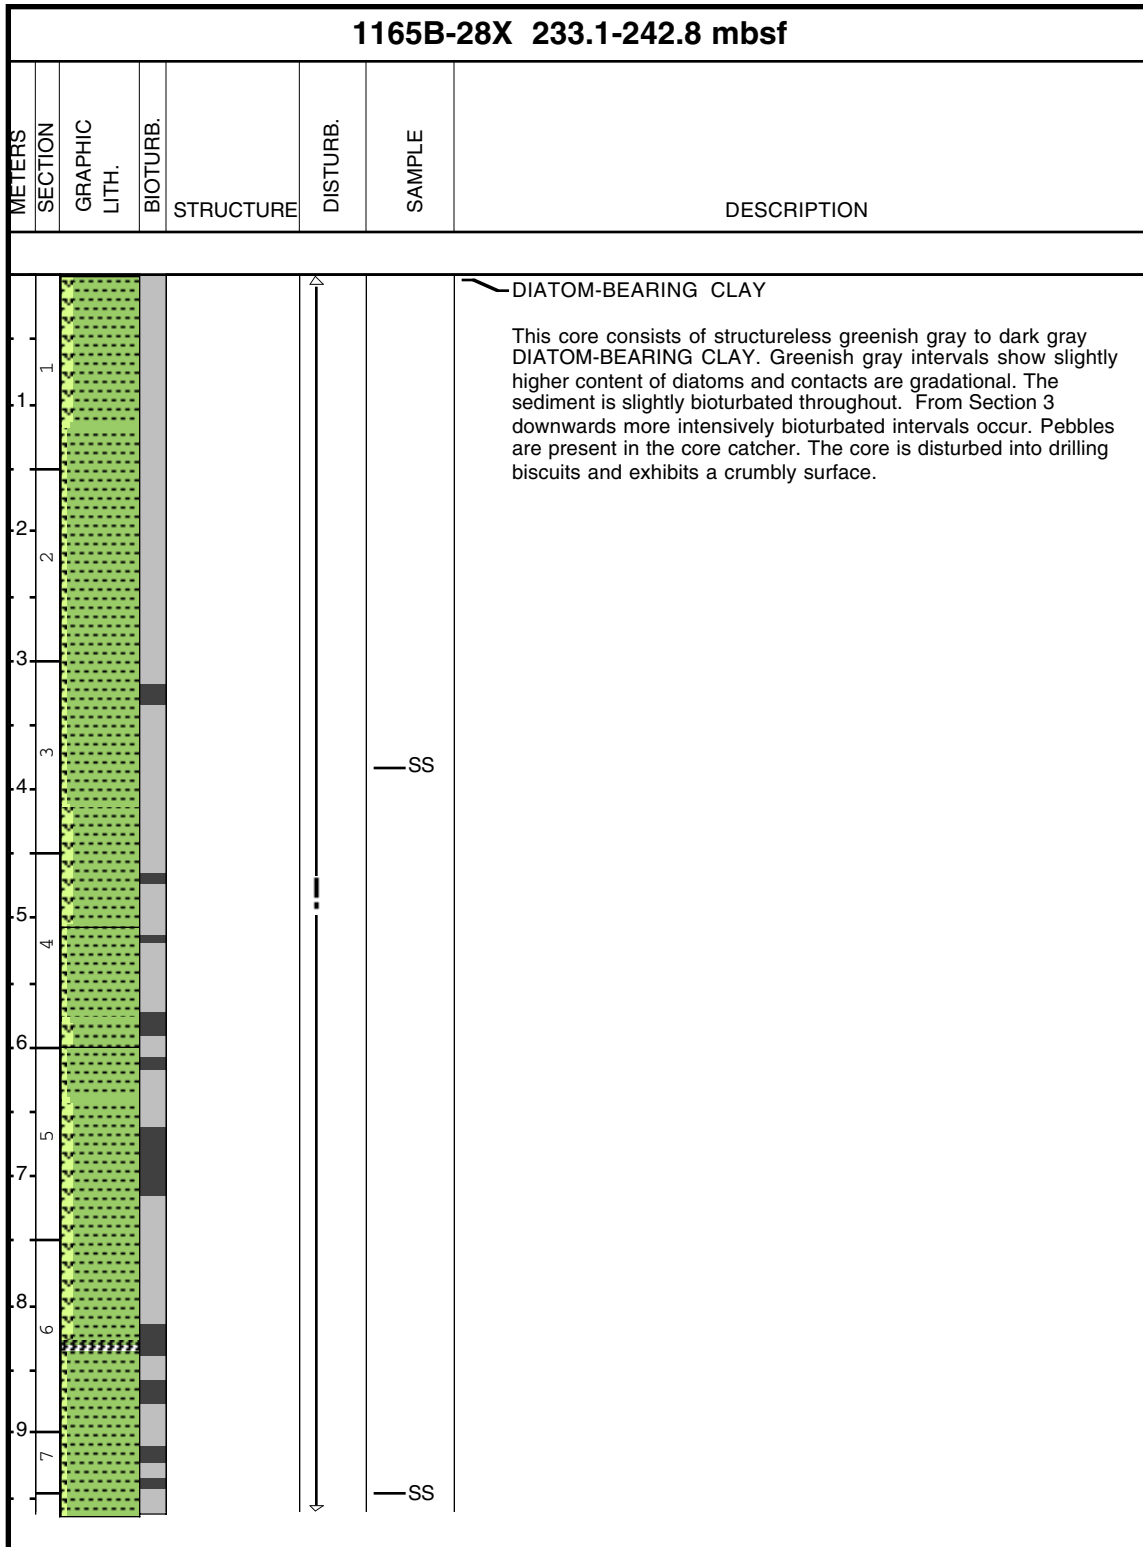 1165B-28X 233.1-242.8 mbsf
METERS
SECTION
GRAPHIC
LITH.
BIOTURB.
STRUCTURE
DISTURB.
SAMPLE
DESCRIPTION
DIATOM-BEARING CLAY
This core consists of structureless greenish gray to dark gray
DIATOM-BEARING CLAY. Greenish gray intervals show slightly
higher content of diatoms and contacts are gradational. The
sediment is slightly bioturbated throughout. From Section 3
downwards more intensively bioturbated intervals occur. Pebbles
are present in the core catcher. The core is disturbed into drilling
biscuits and exhibits a crumbly surface.
1
1
2
2
3
3
SS
4
5
4
6
5
7
8
6
9
7
SS